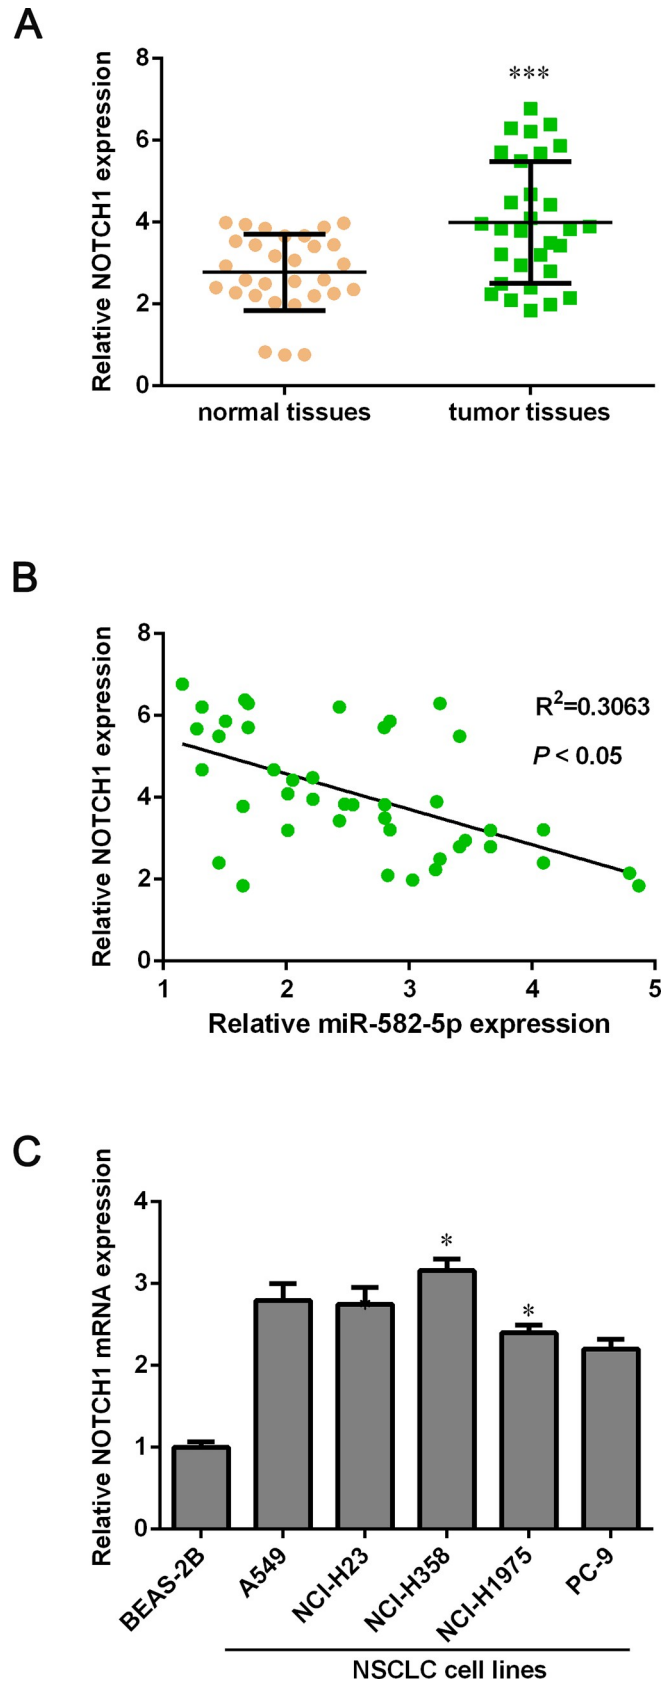 A
Relative NOTCH1 expression
8
6
4
2
0
***
normal tissues
tumor tissues
B
Relative NOTCH1 expression
8
6
4
2
0
R²=0.3063
P < 0.05
1
2
3
4
5
Relative miR-582-5p expression
C
Relative NOTCH1 mRNA expression
4
3
2
1
0
*
*
BEAS-2B
A549
NCI-H23
NCI-H358
NCI-H1975
PC-9
NSCLC cell lines